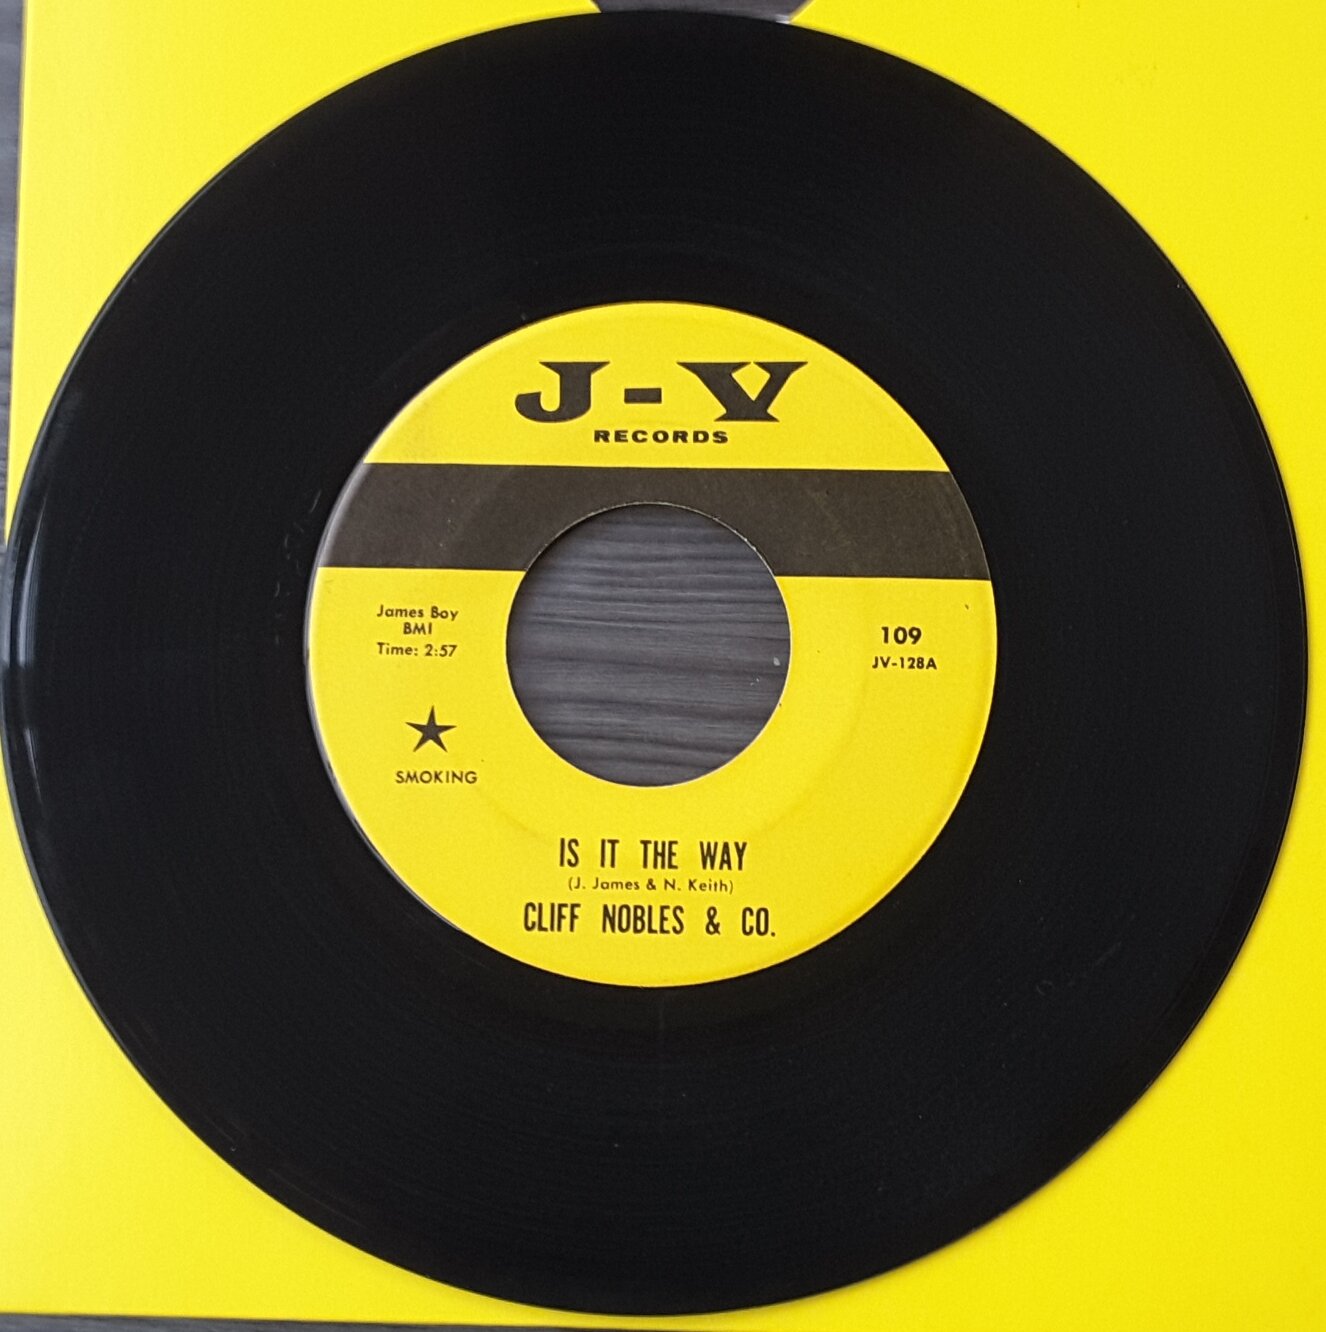 J-V
RECORDS
James Boy
BMI
Time: 2:57
109
JV-128A
SMOKING
IS IT THE WAY
(J. James & N. Keith)
CLIFF NOBLES & CO.